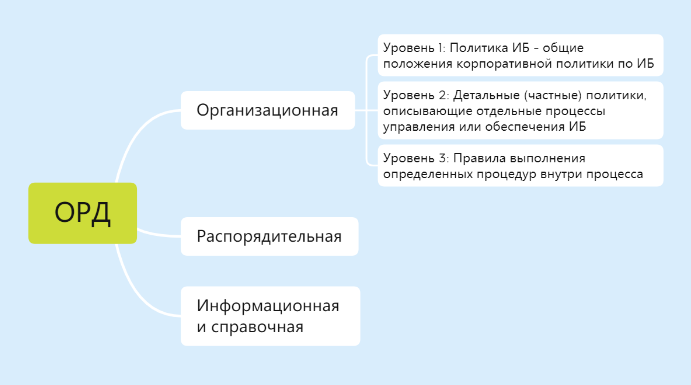 ОРД
Организационная
Уровень 1: Политика ИБ - общие
положения корпоративной политики по ИБ
Уровень 2: Детальные (частные) политики,
описывающие отдельные процессы
управления или обеспечения ИБ
Уровень 3: Правила выполнения
определенных процедур внутри процесса
Распорядительная
Информационная
и справочная